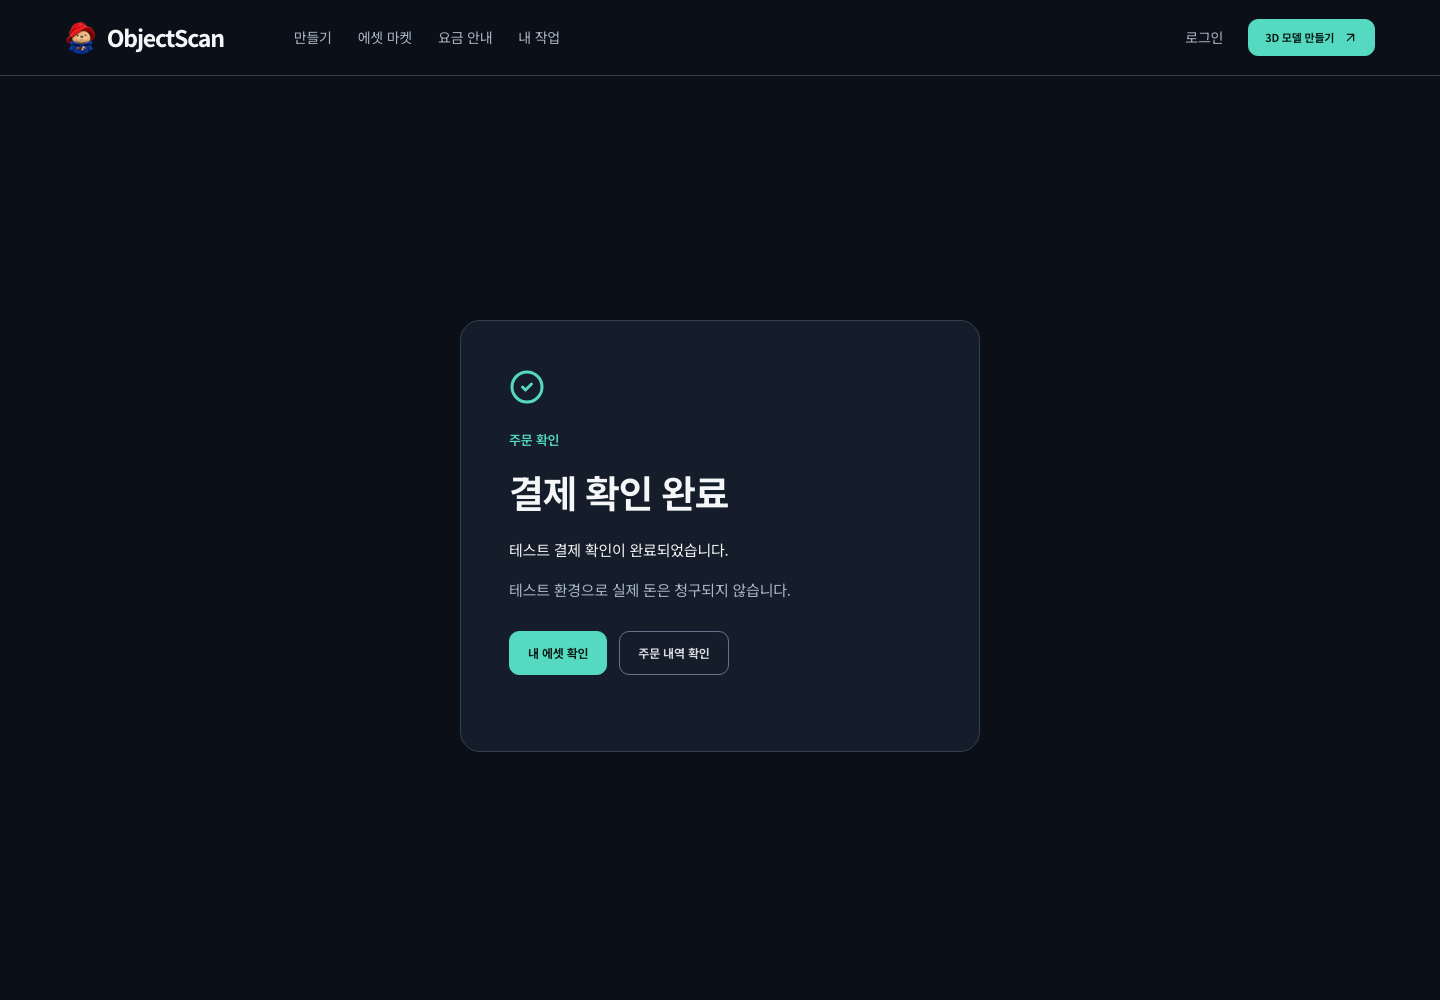 ObjectScan
만들기
에셋 마켓
요금 안내
내 작업
로그인
3D 모델 만들기
주문 확인
결제 확인 완료
테스트 결제 확인이 완료되었습니다.
테스트 환경으로 실제 돈은 청구되지 않습니다.
내 에셋 확인
주문 내역 확인